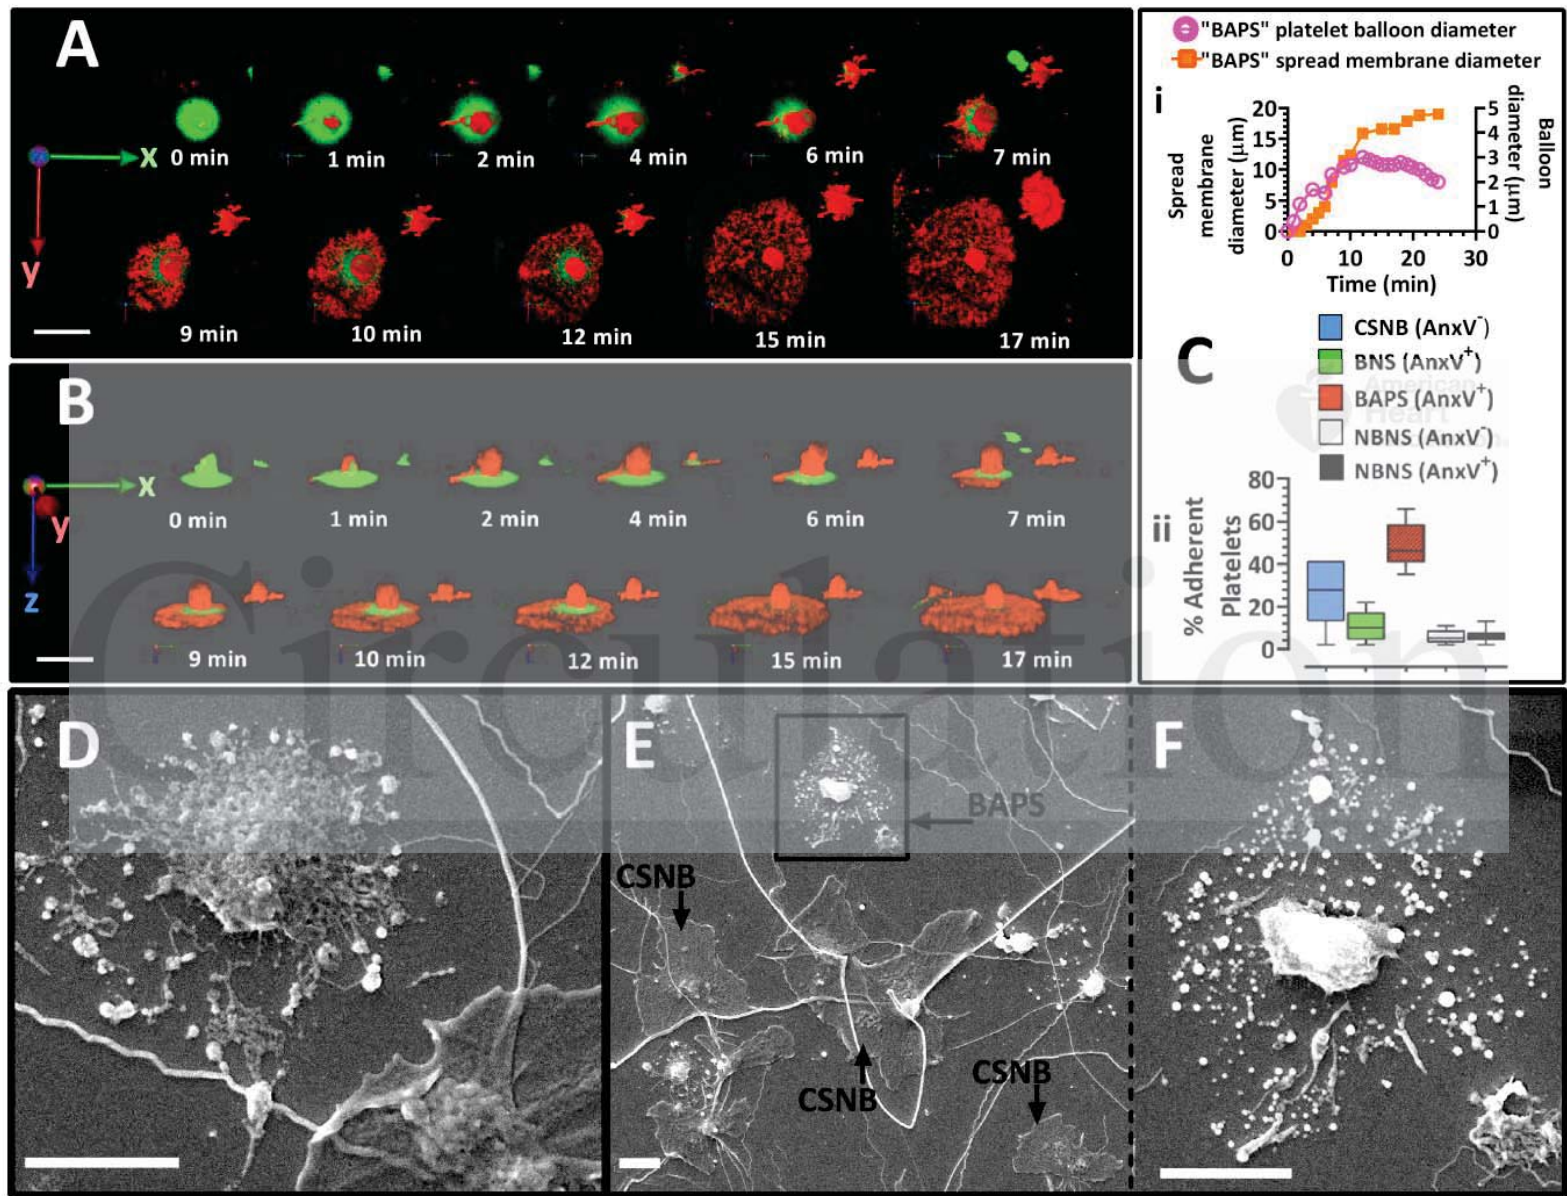 A
x
y
0 min
1 min
2 min
4 min
6 min
7 min
9 min
10 min
12 min
15 min
17 min
B
x
y
z
0 min
1 min
2 min
4 min
6 min
7 min
9 min
10 min
12 min
15 min
17 min
"BAPS" platelet balloon diameter
"BAPS" spread membrane diameter
i
Spread
membrane
diameter (μm)
20
15
10
5
0
Balloon
diameter (μm)
5
4
3
2
1
0
0 10 20 30
Time (min)
C
CSNB (AnxV⁻)
BNS (AnxV⁺)
BAPS (AnxV⁺)
NBNS (AnxV⁻)
NBNS (AnxV⁺)
American
Heart
ii
% Adherent
Platelets
80
60
40
20
0
Circulation
D
E
BAPS
CSNB
CSNB
CSNB
F